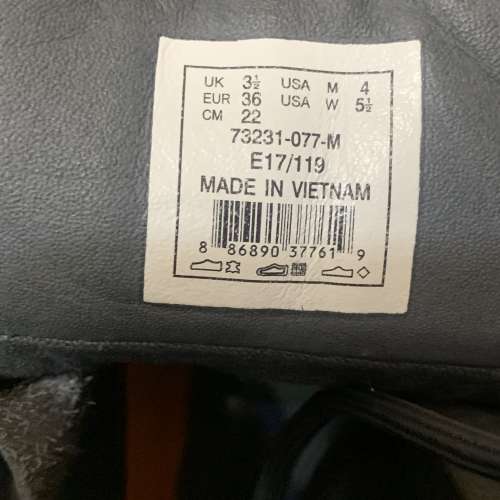 UK 3½ USA M 4
EUR 36 USA W 5½
CM 22
73231-077-M
E17/119
MADE IN VIETNAM
8 86890 37761 9